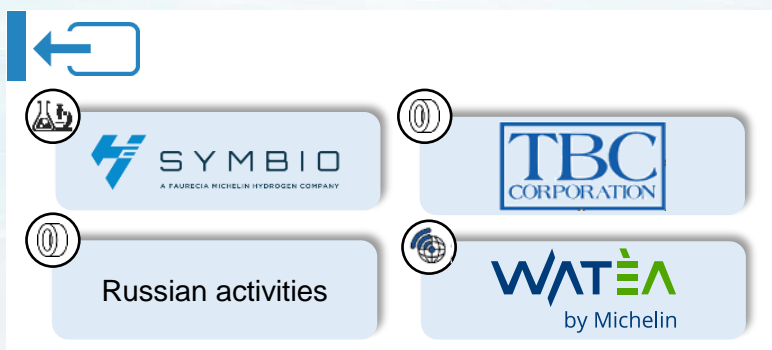 SYMBIO
A FAURECIA MICHELIN HYDROGEN COMPANY
TBC
CORPORATION
Russian activities
WATÈA
by Michelin